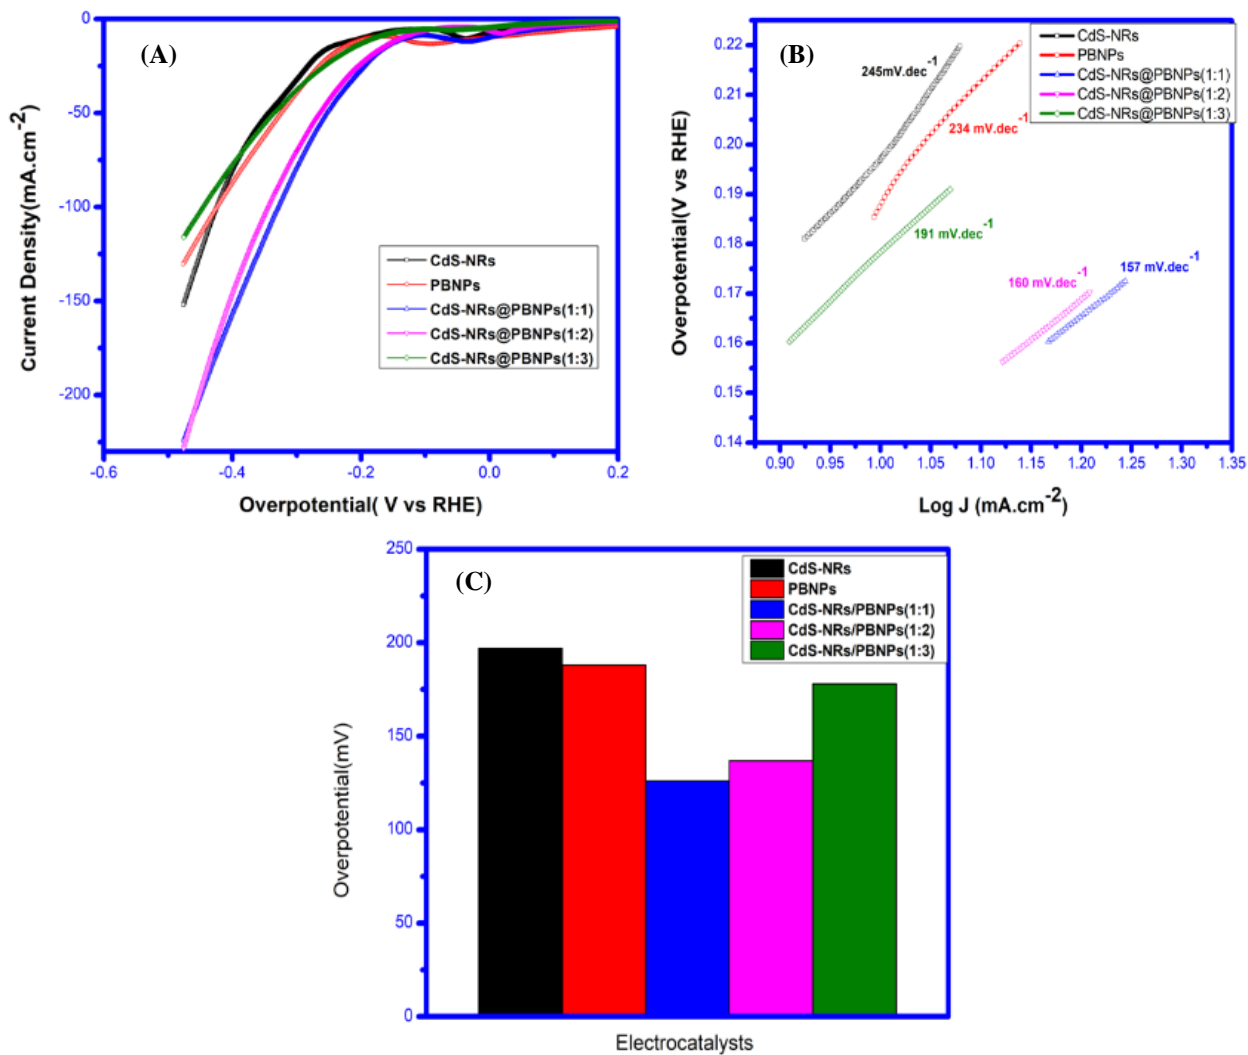 (A)
0
-50
-100
-150
-200
-0.6
-0.4
-0.2
0.0
0.2
Current Density(mA.cm-2)
Overpotential( V vs RHE)
CdS-NRs
PBNPs
CdS-NRs@PBNPs(1:1)
CdS-NRs@PBNPs(1:2)
CdS-NRs@PBNPs(1:3)
(B)
0.22
0.21
0.20
0.19
0.18
0.17
0.16
0.15
0.14
0.90
0.95
1.00
1.05
1.10
1.15
1.20
1.25
1.30
1.35
Overpotential(V vs RHE)
Log J (mA.cm-2)
CdS-NRs
PBNPs
CdS-NRs@PBNPs(1:1)
CdS-NRs@PBNPs(1:2)
CdS-NRs@PBNPs(1:3)
245mV.dec-1
234 mV.dec-1
191 mV.dec-1
160 mV.dec-1
157 mV.dec-1
(C)
250
200
150
100
50
0
Overpotential(mV)
Electrocatalysts
CdS-NRs
PBNPs
CdS-NRs/PBNPs(1:1)
CdS-NRs/PBNPs(1:2)
CdS-NRs/PBNPs(1:3)